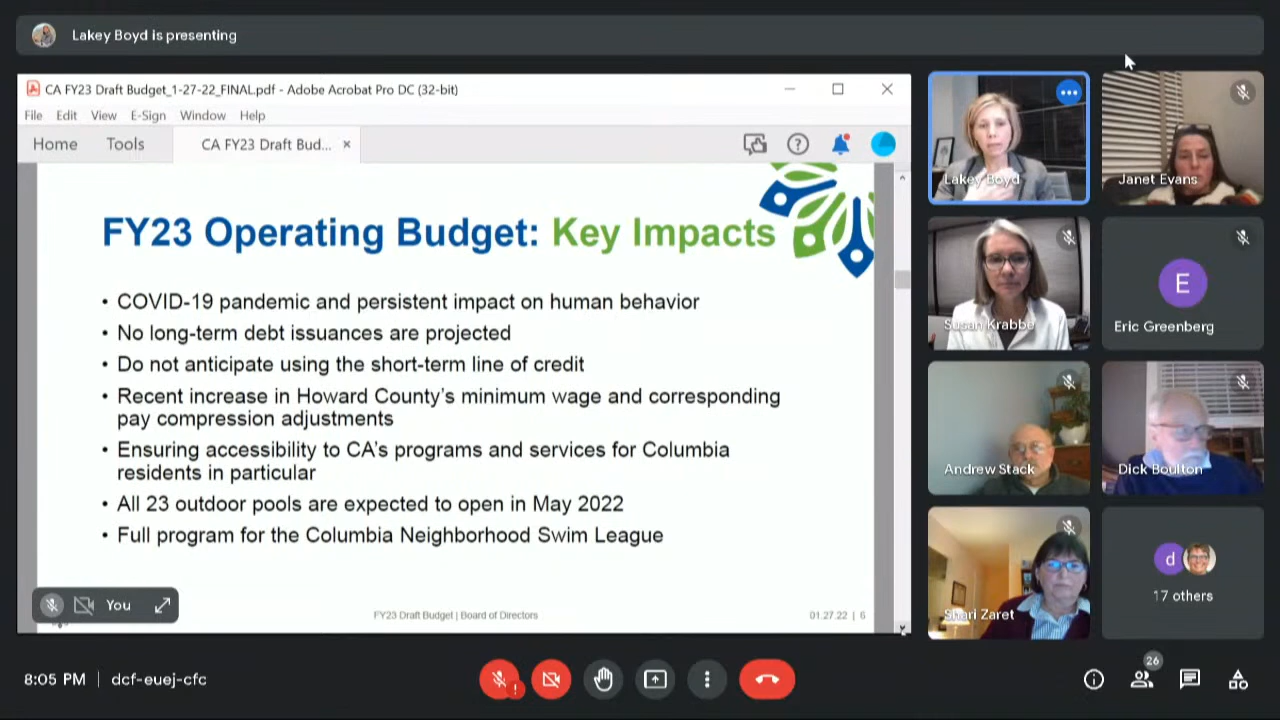 Lakey Boyd is presenting
CA FY23 Draft Budget_1-27-22_FINAL.pdf - Adobe Acrobat Pro DC (32-bit)
File Edit View E-Sign Window Help
Home Tools CA FY23 Draft Bud...
FY23 Operating Budget: Key Impacts
• COVID-19 pandemic and persistent impact on human behavior
• No long-term debt issuances are projected
• Do not anticipate using the short-term line of credit
• Recent increase in Howard County's minimum wage and corresponding
pay compression adjustments
• Ensuring accessibility to CA's programs and services for Columbia
residents in particular
• All 23 outdoor pools are expected to open in May 2022
• Full program for the Columbia Neighborhood Swim League
FY23 Draft Budget | Board of Directors
01.27.22 | 6
You
Lakey Boyd
Janet Evans
Susan Krabbe
E
Eric Greenberg
Andrew Stack
Dick Boulton
Shari Zaret
d
17 others
8:05 PM | dcf-euej-cfc
26